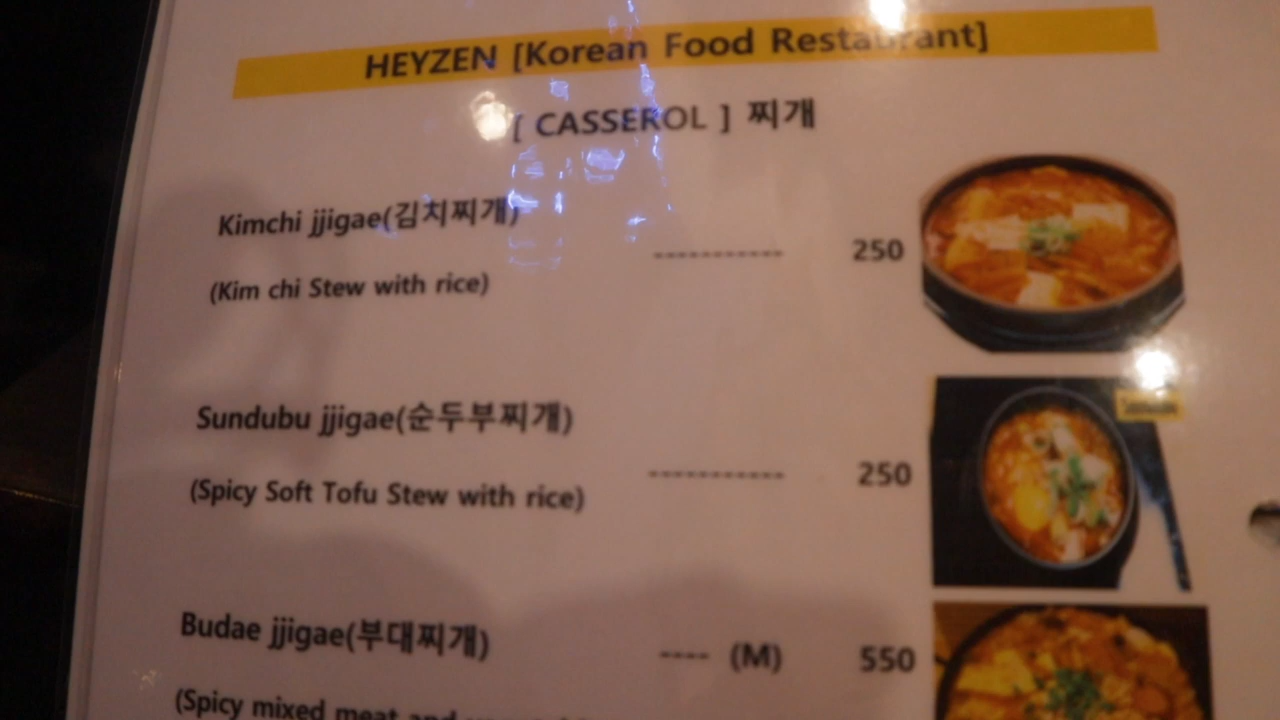 HEYZEN [Korean Food Restaurant]
[ CASSEROL ] 찌개
Kimchi jjigae(김치찌개)
----------- 250
(Kim chi Stew with rice)
Sundubu jjigae(순두부찌개)
----------- 250
(Spicy Soft Tofu Stew with rice)
Budae jjigae(부대찌개)
---- (M) 550
(Spicy mixed meat and